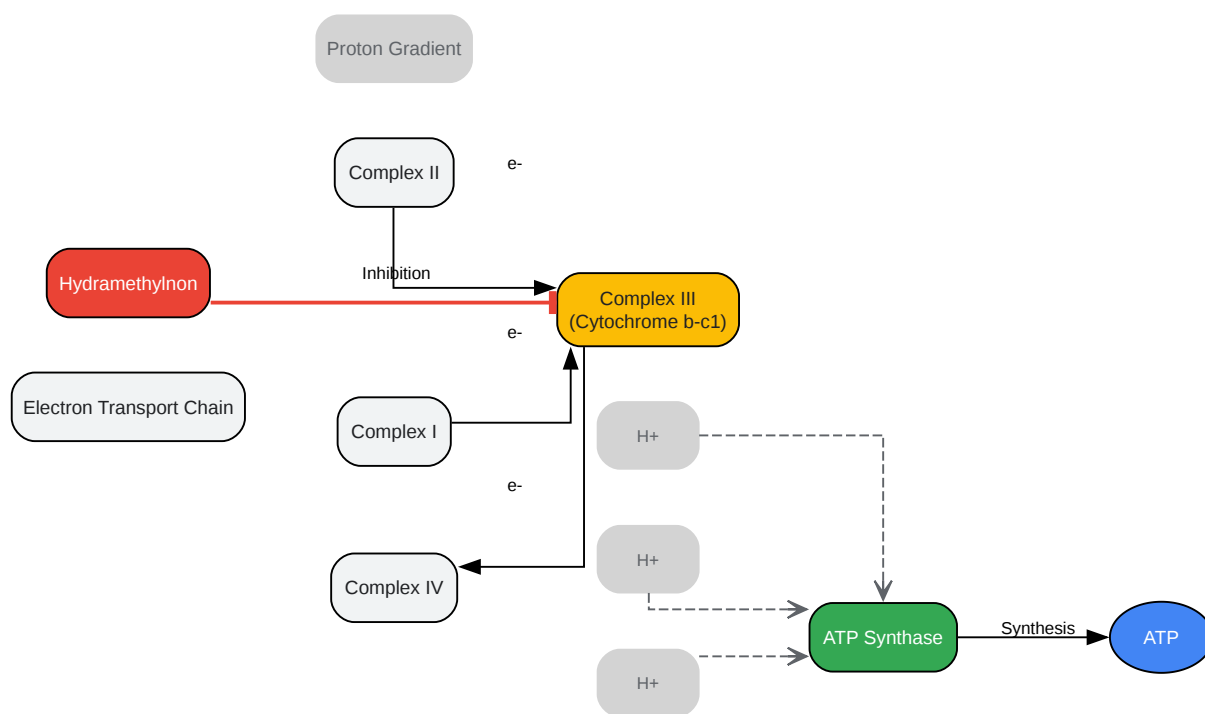 Proton Gradient
Complex II
e-
Hydramethylnon
Inhibition
Complex III
(Cytochrome b-c1)
e-
Electron Transport Chain
Complex I
H+
e-
H+
Complex IV
ATP Synthase
Synthesis
ATP
H+